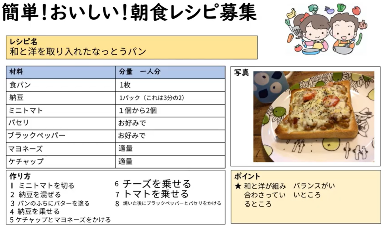 簡単！おいしい！朝食レシピ募集
レシピ名
和と洋を取り入れたなっとうパン
材料 分量 一人分
食パン 1枚
納豆 1パック（これは3分の2）
ミニトマト 1個から2個
パセリ お好みで
ブラックペッパー お好みで
マヨネーズ 適量
ケチャップ 適量
写真
作り方
1 ミニトマトを切る
2 納豆を混ぜる
3 パンのふちにバターを塗る
4 納豆を乗せる
5 ケチャップとマヨネーズをかける
6 チーズを乗せる
7 トマトを乗せる
8 焼いた後にブラックペッパーとパセリをかける
ポイント
★ 和と洋が組み バランスがい
合わさってい いところ
るところ